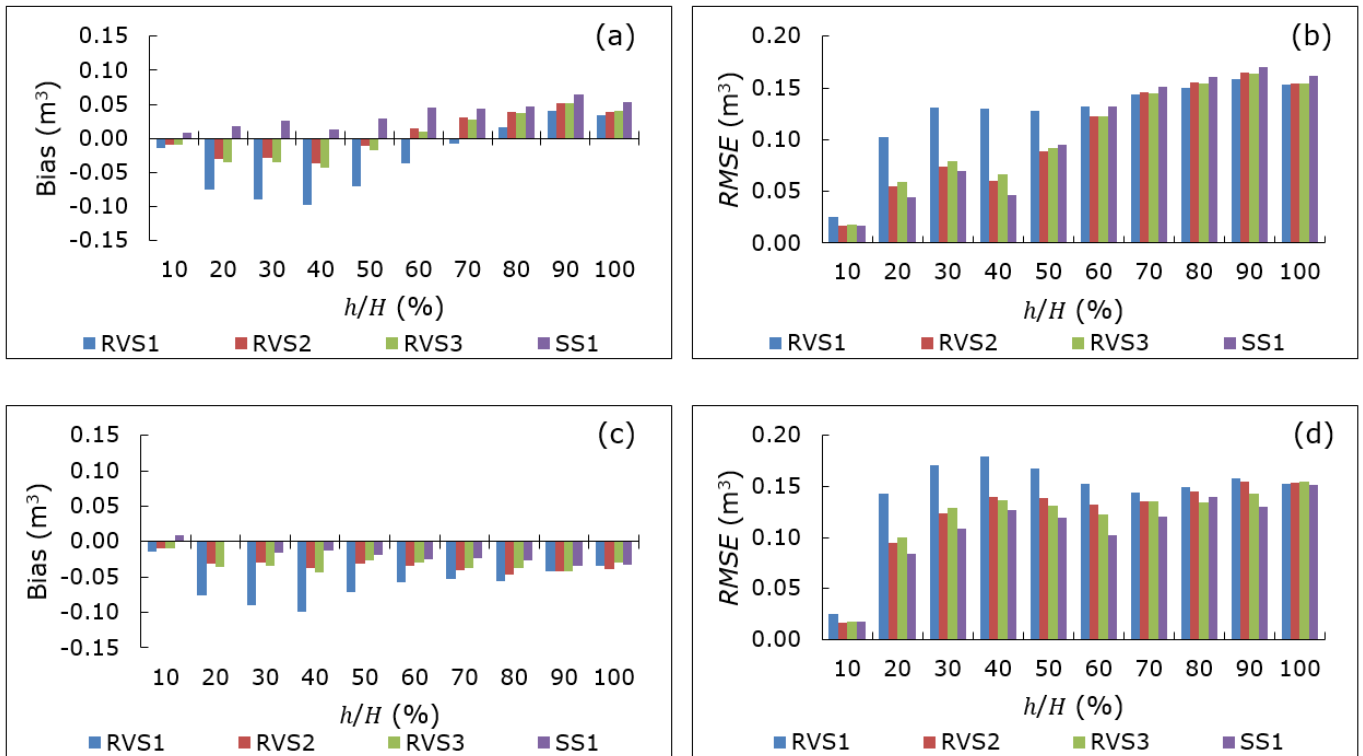 (a)
Bias (m³)
0.15
0.10
0.05
0.00
-0.05
-0.10
-0.15
10 20 30 40 50 60 70 80 90 100
h/H (%)
RVS1 RVS2 RVS3 SS1
(b)
RMSE (m³)
0.20
0.15
0.10
0.05
0.00
10 20 30 40 50 60 70 80 90 100
h/H (%)
RVS1 RVS2 RVS3 SS1
(c)
Bias (m³)
0.15
0.10
0.05
0.00
-0.05
-0.10
-0.15
10 20 30 40 50 60 70 80 90 100
h/H (%)
RVS1 RVS2 RVS3 SS1
(d)
RMSE (m³)
0.20
0.15
0.10
0.05
0.00
10 20 30 40 50 60 70 80 90 100
h/H (%)
RVS1 RVS2 RVS3 SS1